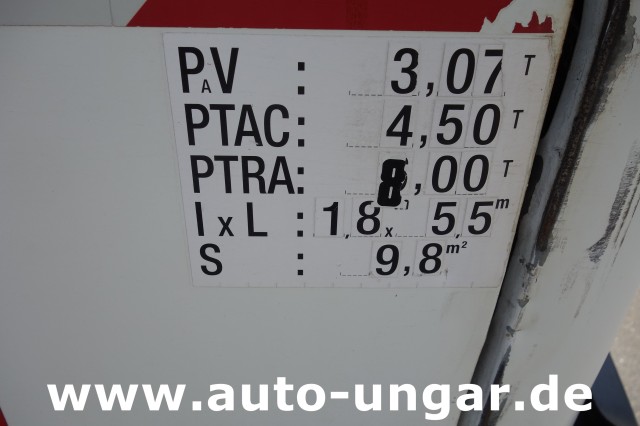 PAV : 3,07 T
PTAC : 4,50 T
PTRA : 8,00 T
l x L : 1,8 m x 5,5 m
S : 9,8 m²
www.auto-ungar.de